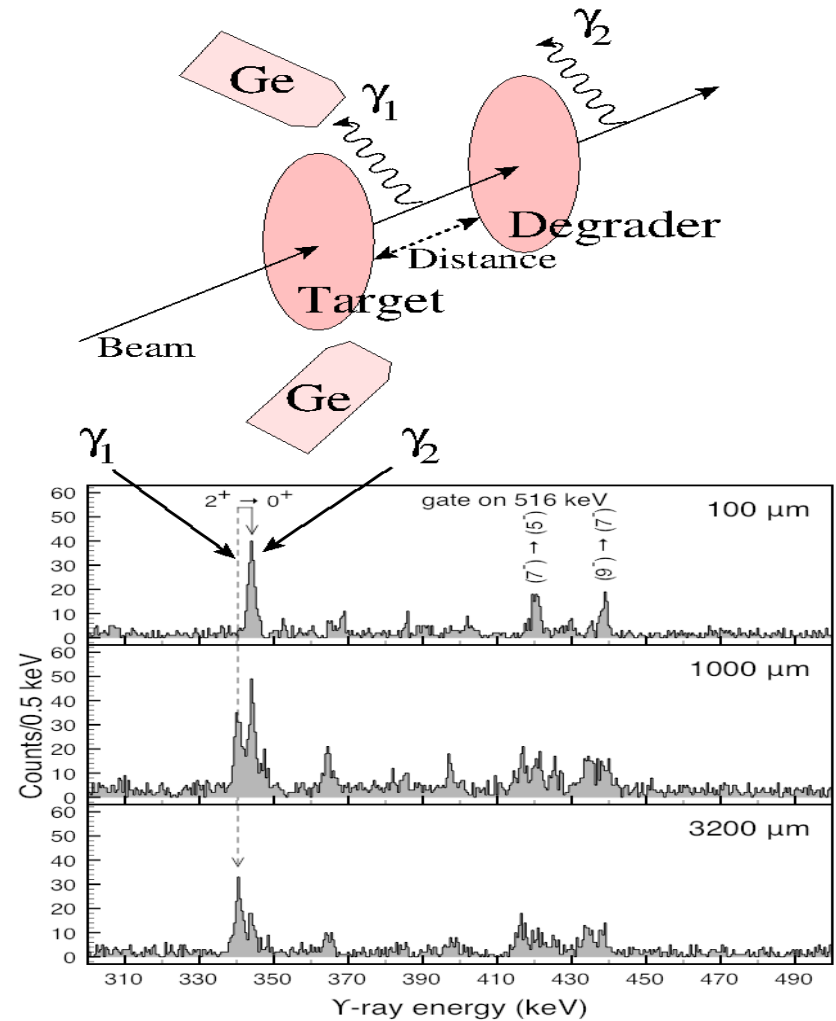 γ₂
Ge
γ₁
Degrader
Distance
Target
Beam
Ge
γ₁ γ₂
2⁺ → 0⁺
gate on 516 keV
(7⁻) → (5⁻)
(9⁻) → (7⁻)
100 μm
60
50
40
30
20
10
0
1000 μm
60
50
40
30
20
10
0
3200 μm
60
50
40
30
20
10
0
Counts/0.5 keV
310 330 350 370 390 410 430 450 470 490
γ-ray energy (keV)